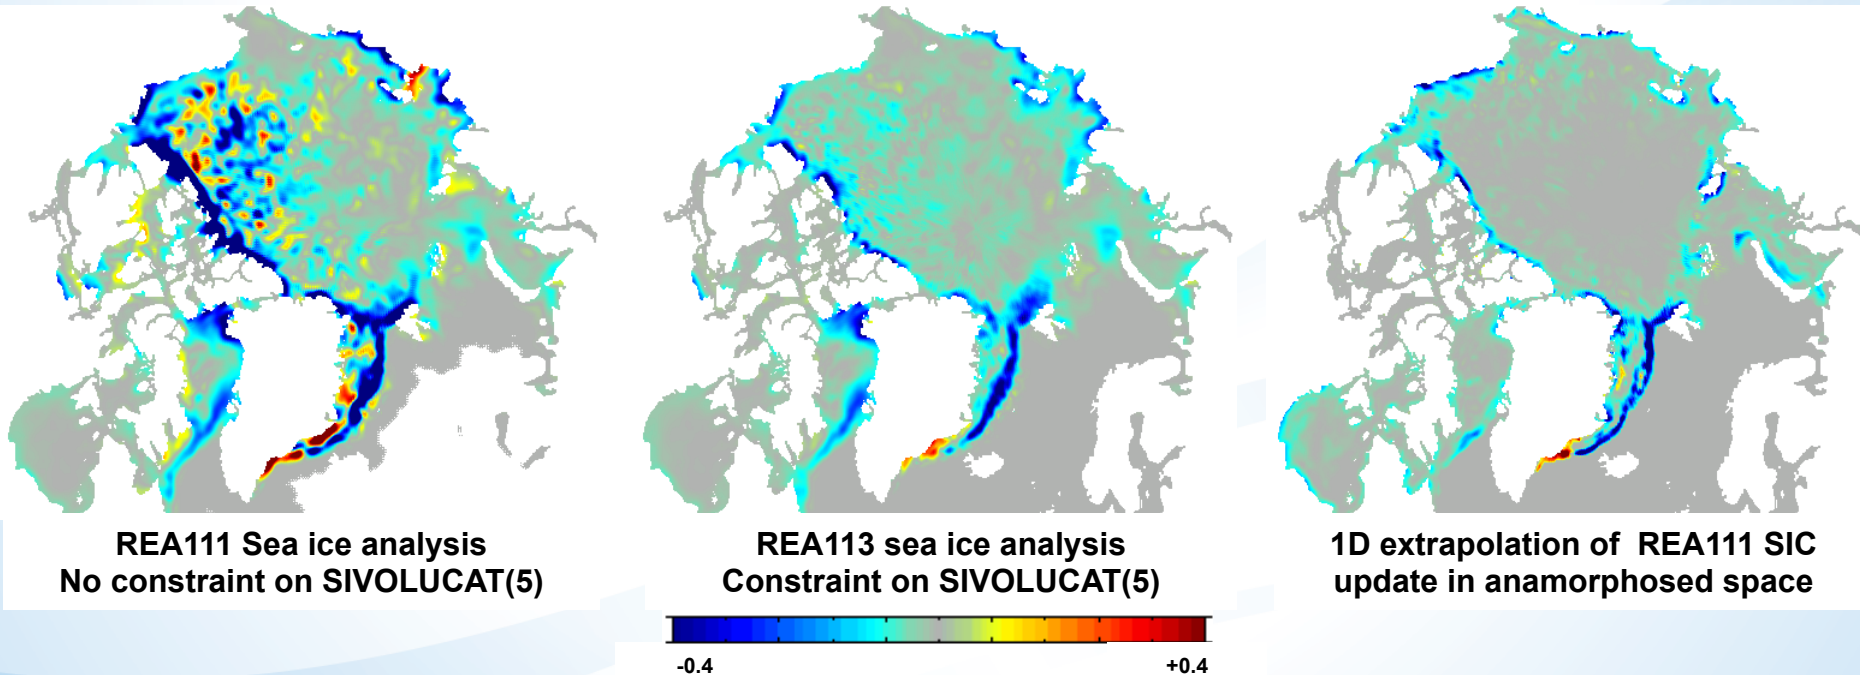 REA111 Sea ice analysis
No constraint on SIVOLUCAT(5)
REA113 sea ice analysis
Constraint on SIVOLUCAT(5)
1D extrapolation of REA111 SIC
update in anamorphosed space
-0.4
+0.4